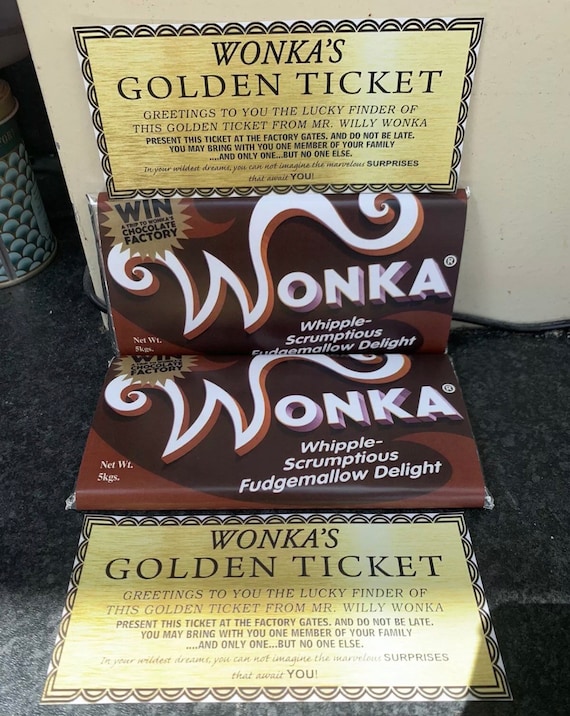 WONKA'S
GOLDEN TICKET
GREETINGS TO YOU THE LUCKY FINDER OF
THIS GOLDEN TICKET FROM MR. WILLY WONKA
PRESENT THIS TICKET AT THE FACTORY GATES. AND DO NOT BE LATE.
YOU MAY BRING WITH YOU ONE MEMBER OF YOUR FAMILY
....AND ONLY ONE...BUT NO ONE ELSE.
In your wildest dreams, you can not imagine the marvelous SURPRISES
that await YOU!
WIN
A TRIP TO WONKA'S
CHOCOLATE
FACTORY
WONKA®
Whipple-
Scrumptious
Fudgemallow Delight
Net Wt.
5kgs.
WIN
A TRIP TO WONKA'S
CHOCOLATE
FACTORY
WONKA®
Whipple-
Scrumptious
Fudgemallow Delight
Net Wt.
5kgs.
WONKA'S
GOLDEN TICKET
GREETINGS TO YOU THE LUCKY FINDER OF
THIS GOLDEN TICKET FROM MR. WILLY WONKA
PRESENT THIS TICKET AT THE FACTORY GATES. AND DO NOT BE LATE.
YOU MAY BRING WITH YOU ONE MEMBER OF YOUR FAMILY
....AND ONLY ONE...BUT NO ONE ELSE.
In your wildest dreams, you can not imagine the marvelous SURPRISES
that await YOU!